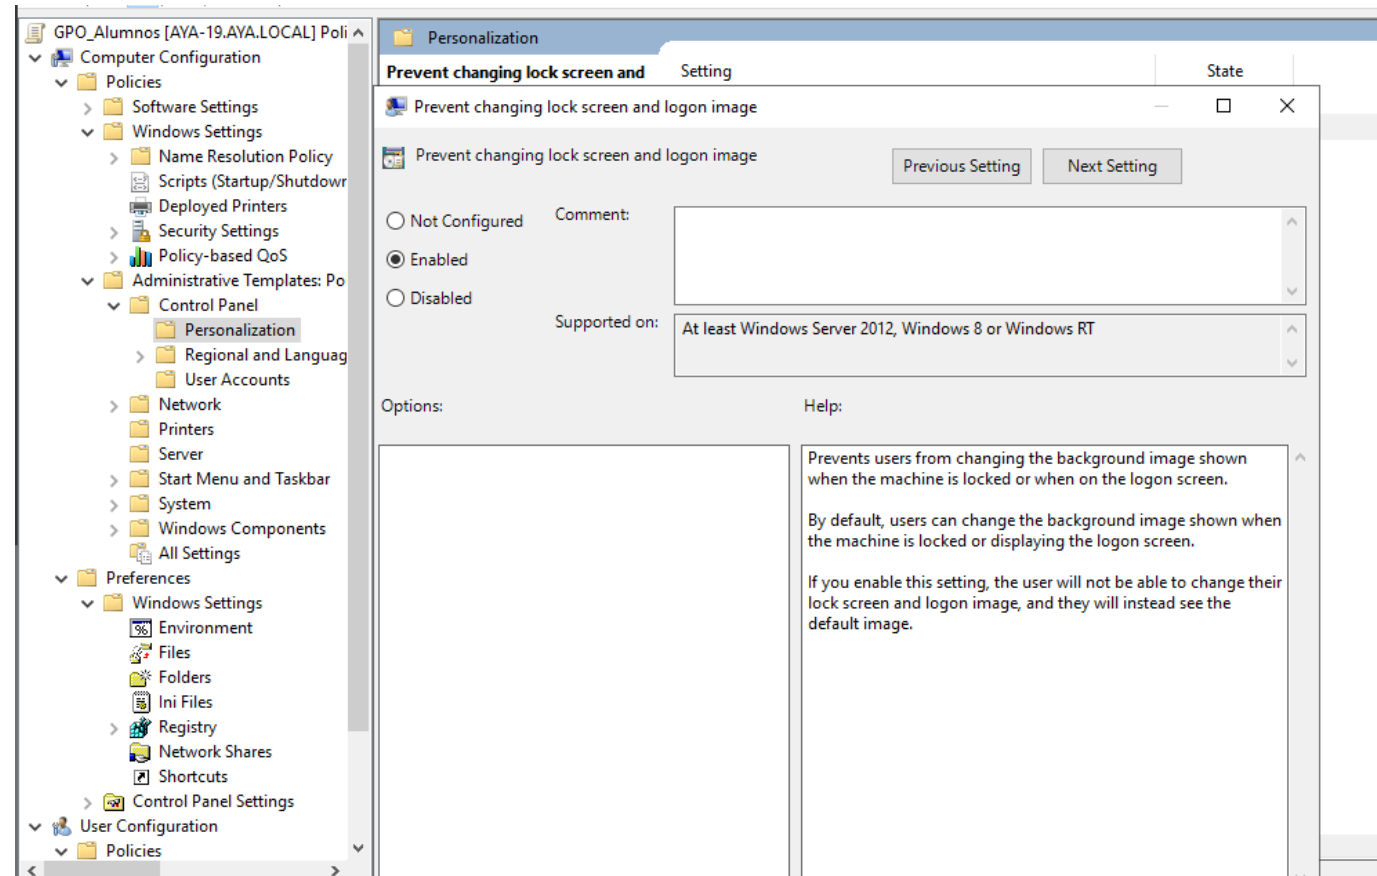 GPO_Alumnos [AYA-19.AYA.LOCAL] Poli
Computer Configuration
Policies
Software Settings
Windows Settings
Name Resolution Policy
Scripts (Startup/Shutdowr
Deployed Printers
Security Settings
Policy-based QoS
Administrative Templates: Po
Control Panel
Personalization
Regional and Languag
User Accounts
Network
Printers
Server
Start Menu and Taskbar
System
Windows Components
All Settings
Preferences
Windows Settings
Environment
Files
Folders
Ini Files
Registry
Network Shares
Shortcuts
Control Panel Settings
User Configuration
Policies
Personalization
Prevent changing lock screen and
Setting
State
Prevent changing lock screen and logon image
Prevent changing lock screen and logon image
Previous Setting
Next Setting
Not Configured
Enabled
Disabled
Comment:
Supported on:
At least Windows Server 2012, Windows 8 or Windows RT
Options:
Help:
Prevents users from changing the background image shown
when the machine is locked or when on the logon screen.
By default, users can change the background image shown when
the machine is locked or displaying the logon screen.
If you enable this setting, the user will not be able to change their
lock screen and logon image, and they will instead see the
default image.